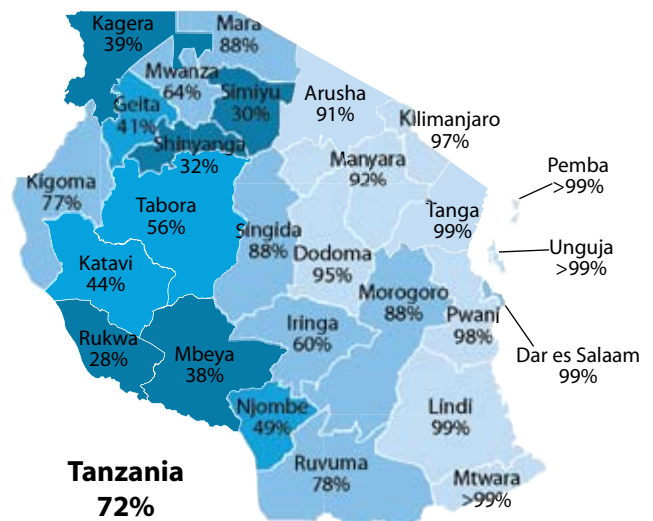 Kagera
39%
Mara
88%
Mwanza
64%
Geita
41%
Simiyu
30%
Arusha
91%
Kilimanjaro
97%
Shinyanga
32%
Manyara
92%
Pemba
>99%
Kigoma
77%
Tabora
56%
Singida
88%
Tanga
99%
Unguja
>99%
Dodoma
95%
Katavi
44%
Morogoro
88%
Pwani
98%
Iringa
60%
Rukwa
28%
Mbeya
38%
Dar es Salaam
99%
Njombe
49%
Lindi
99%
Ruvuma
78%
Mtwara
>99%
Tanzania
72%